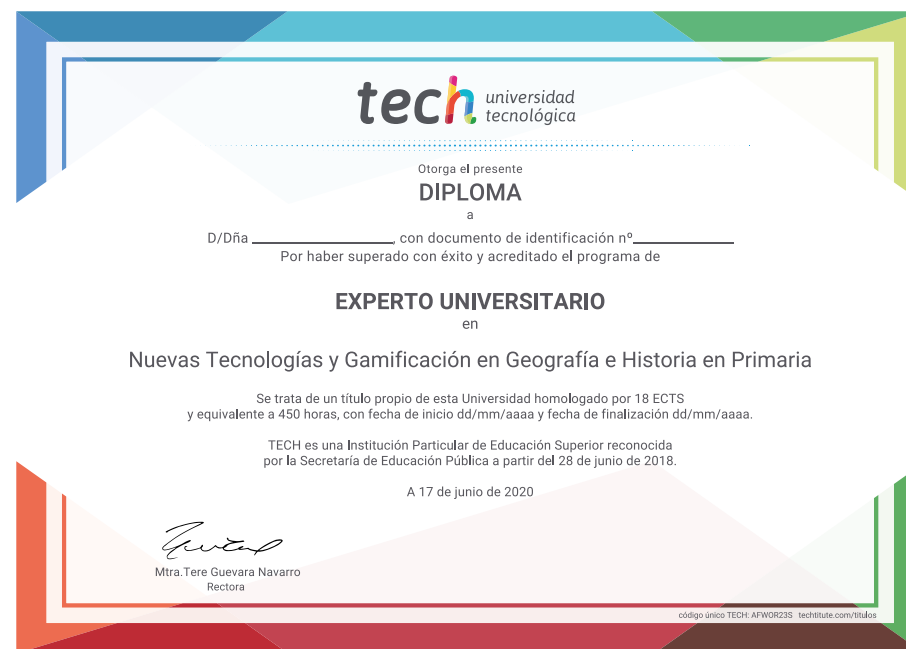 tech universidad
tecnológica
Otorga el presente
DIPLOMA
a
D/Dña ____________________, con documento de identificación nº______________
Por haber superado con éxito y acreditado el programa de
EXPERTO UNIVERSITARIO
en
Nuevas Tecnologías y Gamificación en Geografía e Historia en Primaria
Se trata de un título propio de esta Universidad homologado por 18 ECTS
y equivalente a 450 horas, con fecha de inicio dd/mm/aaaa y fecha de finalización dd/mm/aaaa.
TECH es una Institución Particular de Educación Superior reconocida
por la Secretaría de Educación Pública a partir del 28 de junio de 2018.
A 17 de junio de 2020
Mtra.Tere Guevara Navarro
Rectora
código único TECH: AFWOR23S techtitute.com/titulos